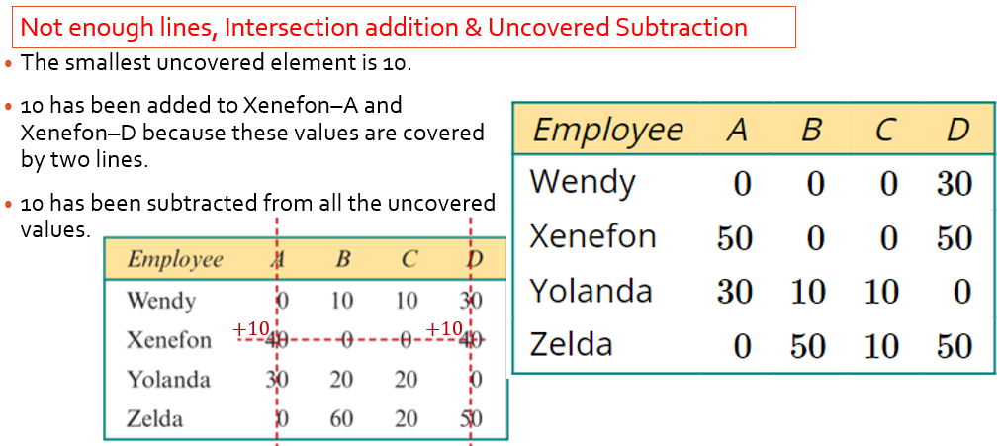 Not enough lines, Intersection addition & Uncovered Subtraction
• The smallest uncovered element is 10.
• 10 has been added to Xenefon–A and
Xenefon–D because these values are covered
by two lines.
• 10 has been subtracted from all the uncovered
values.
Employee A B C D
Wendy 0 10 10 30
+10 +10
Xenefon 40 0 0 40
Yolanda 30 20 20 0
Zelda 0 60 20 50
Employee A B C D
Wendy 0 0 0 30
Xenefon 50 0 0 50
Yolanda 30 10 10 0
Zelda 0 50 10 50